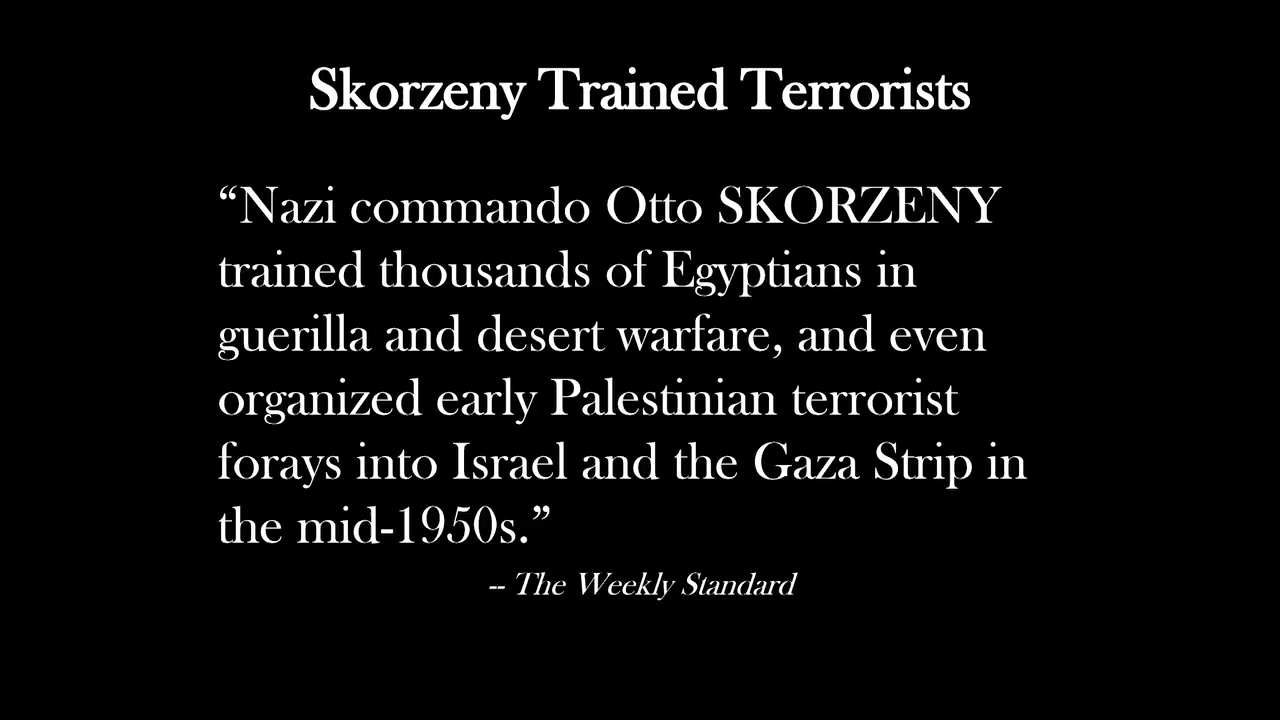 Skorzeny Trained Terrorists
“Nazi commando Otto SKORZENY
trained thousands of Egyptians in
guerilla and desert warfare, and even
organized early Palestinian terrorist
forays into Israel and the Gaza Strip in
the mid-1950s.”
-- The Weekly Standard